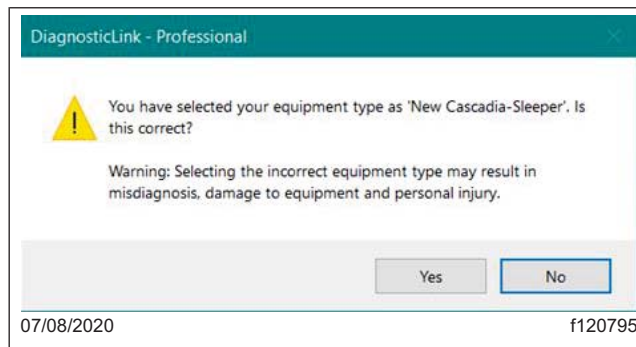 DiagnosticLink - Professional
You have selected your equipment type as 'New Cascadia-Sleeper'. Is
this correct?
Warning: Selecting the incorrect equipment type may result in
misdiagnosis, damage to equipment and personal injury.
Yes No
07/08/2020 f120795